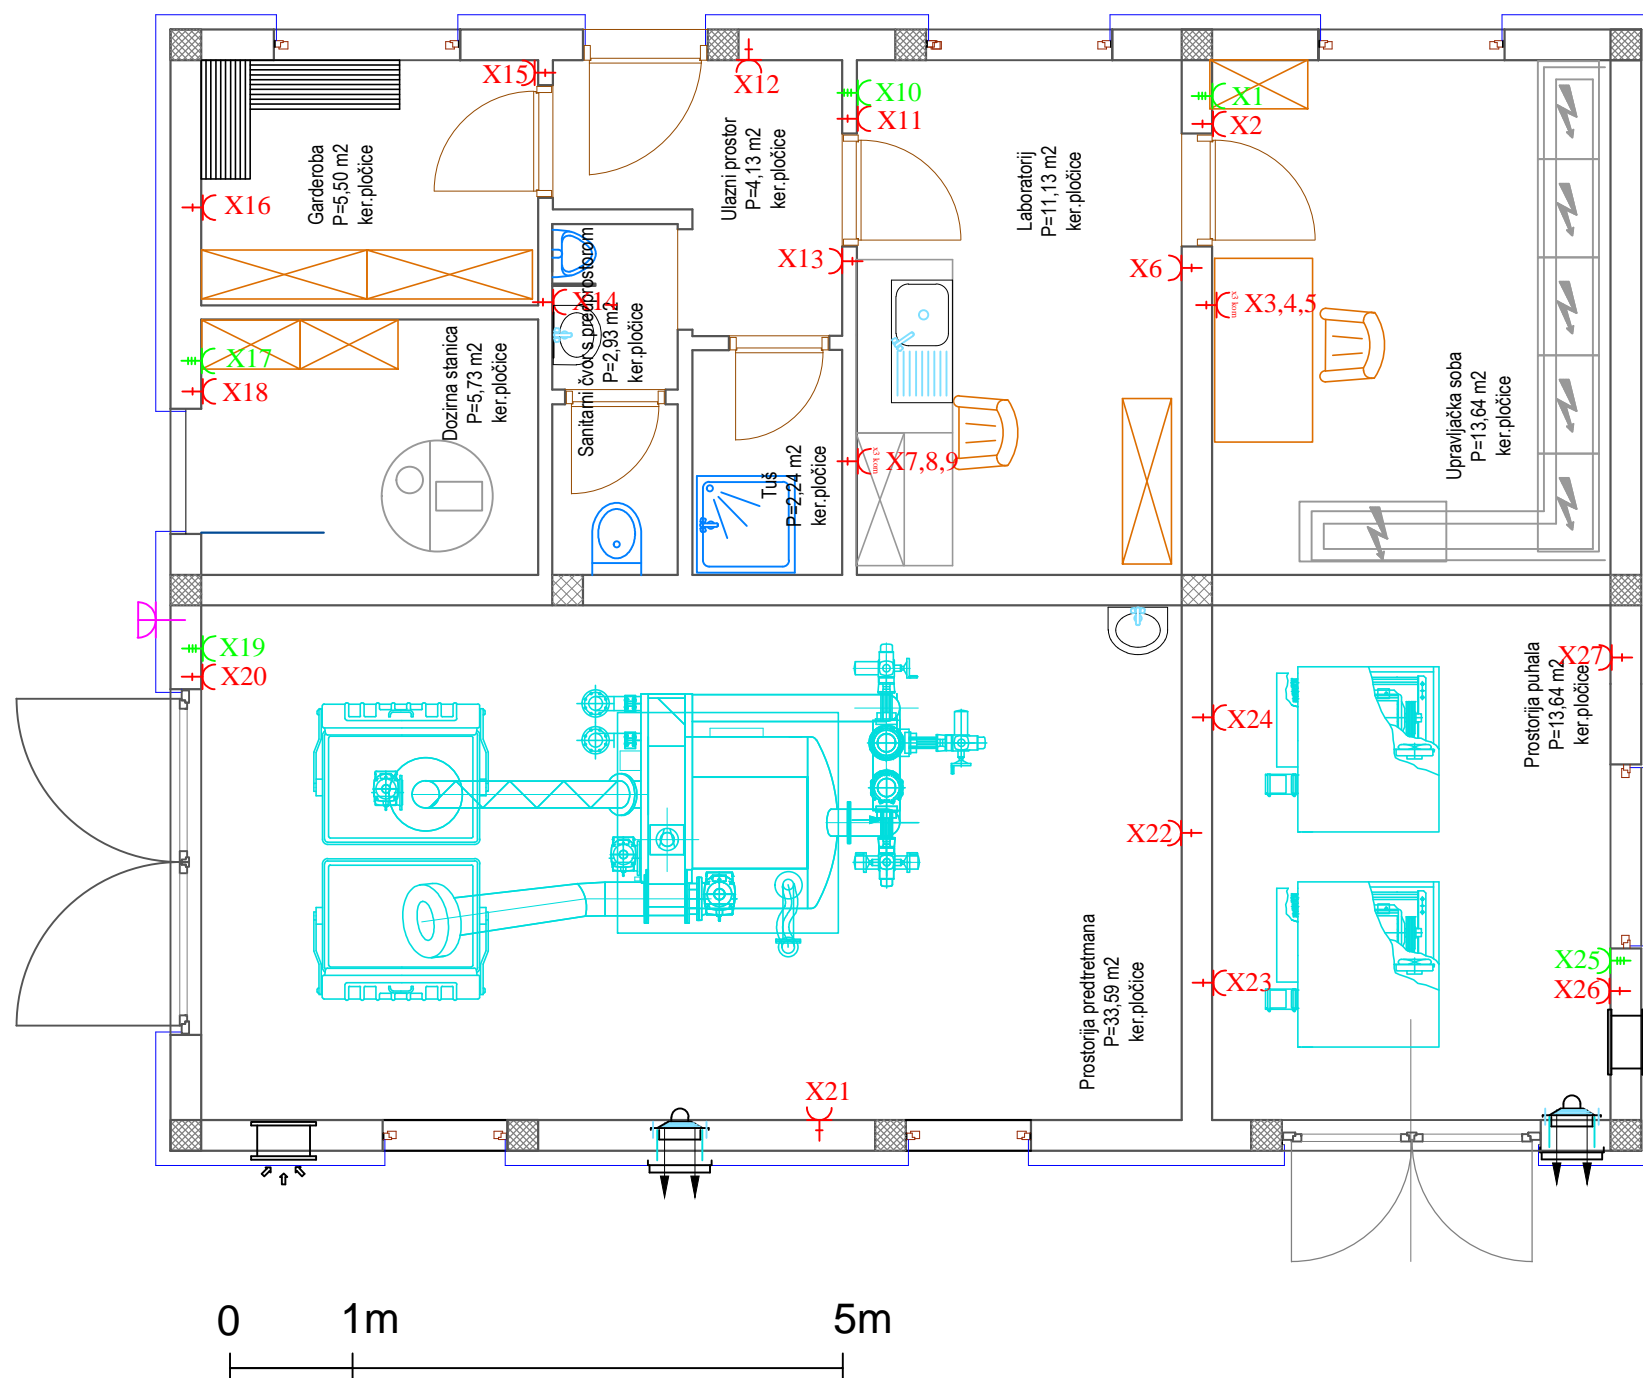 X15
X12
X10
X11
X1
X2
Garderoba
P=5,50 m2
ker.pločice
Ulazni prostor
P=4,13 m2
ker.pločice
Laboratorij
P=11,13 m2
ker.pločice
X16
X13
X6
x3 kom
X3,4,5
X14
Sanitarni čvor s predprostorom
P=2,93 m2
ker.pločice
X17
X18
Dozirna stanica
P=5,73 m2
ker.pločice
Tuš
P=2,24 m2
ker.pločice
x3 kom
X7,8,9
Upravljačka soba
P=13,64 m2
ker.pločice
X19
X20
X27
Prostorija puhala
P=13,64 m2
ker.pločice
X24
X22
X23
X25
X26
Prostorija predtretmana
P=33,59 m2
ker.pločice
X21
0 1m 5m